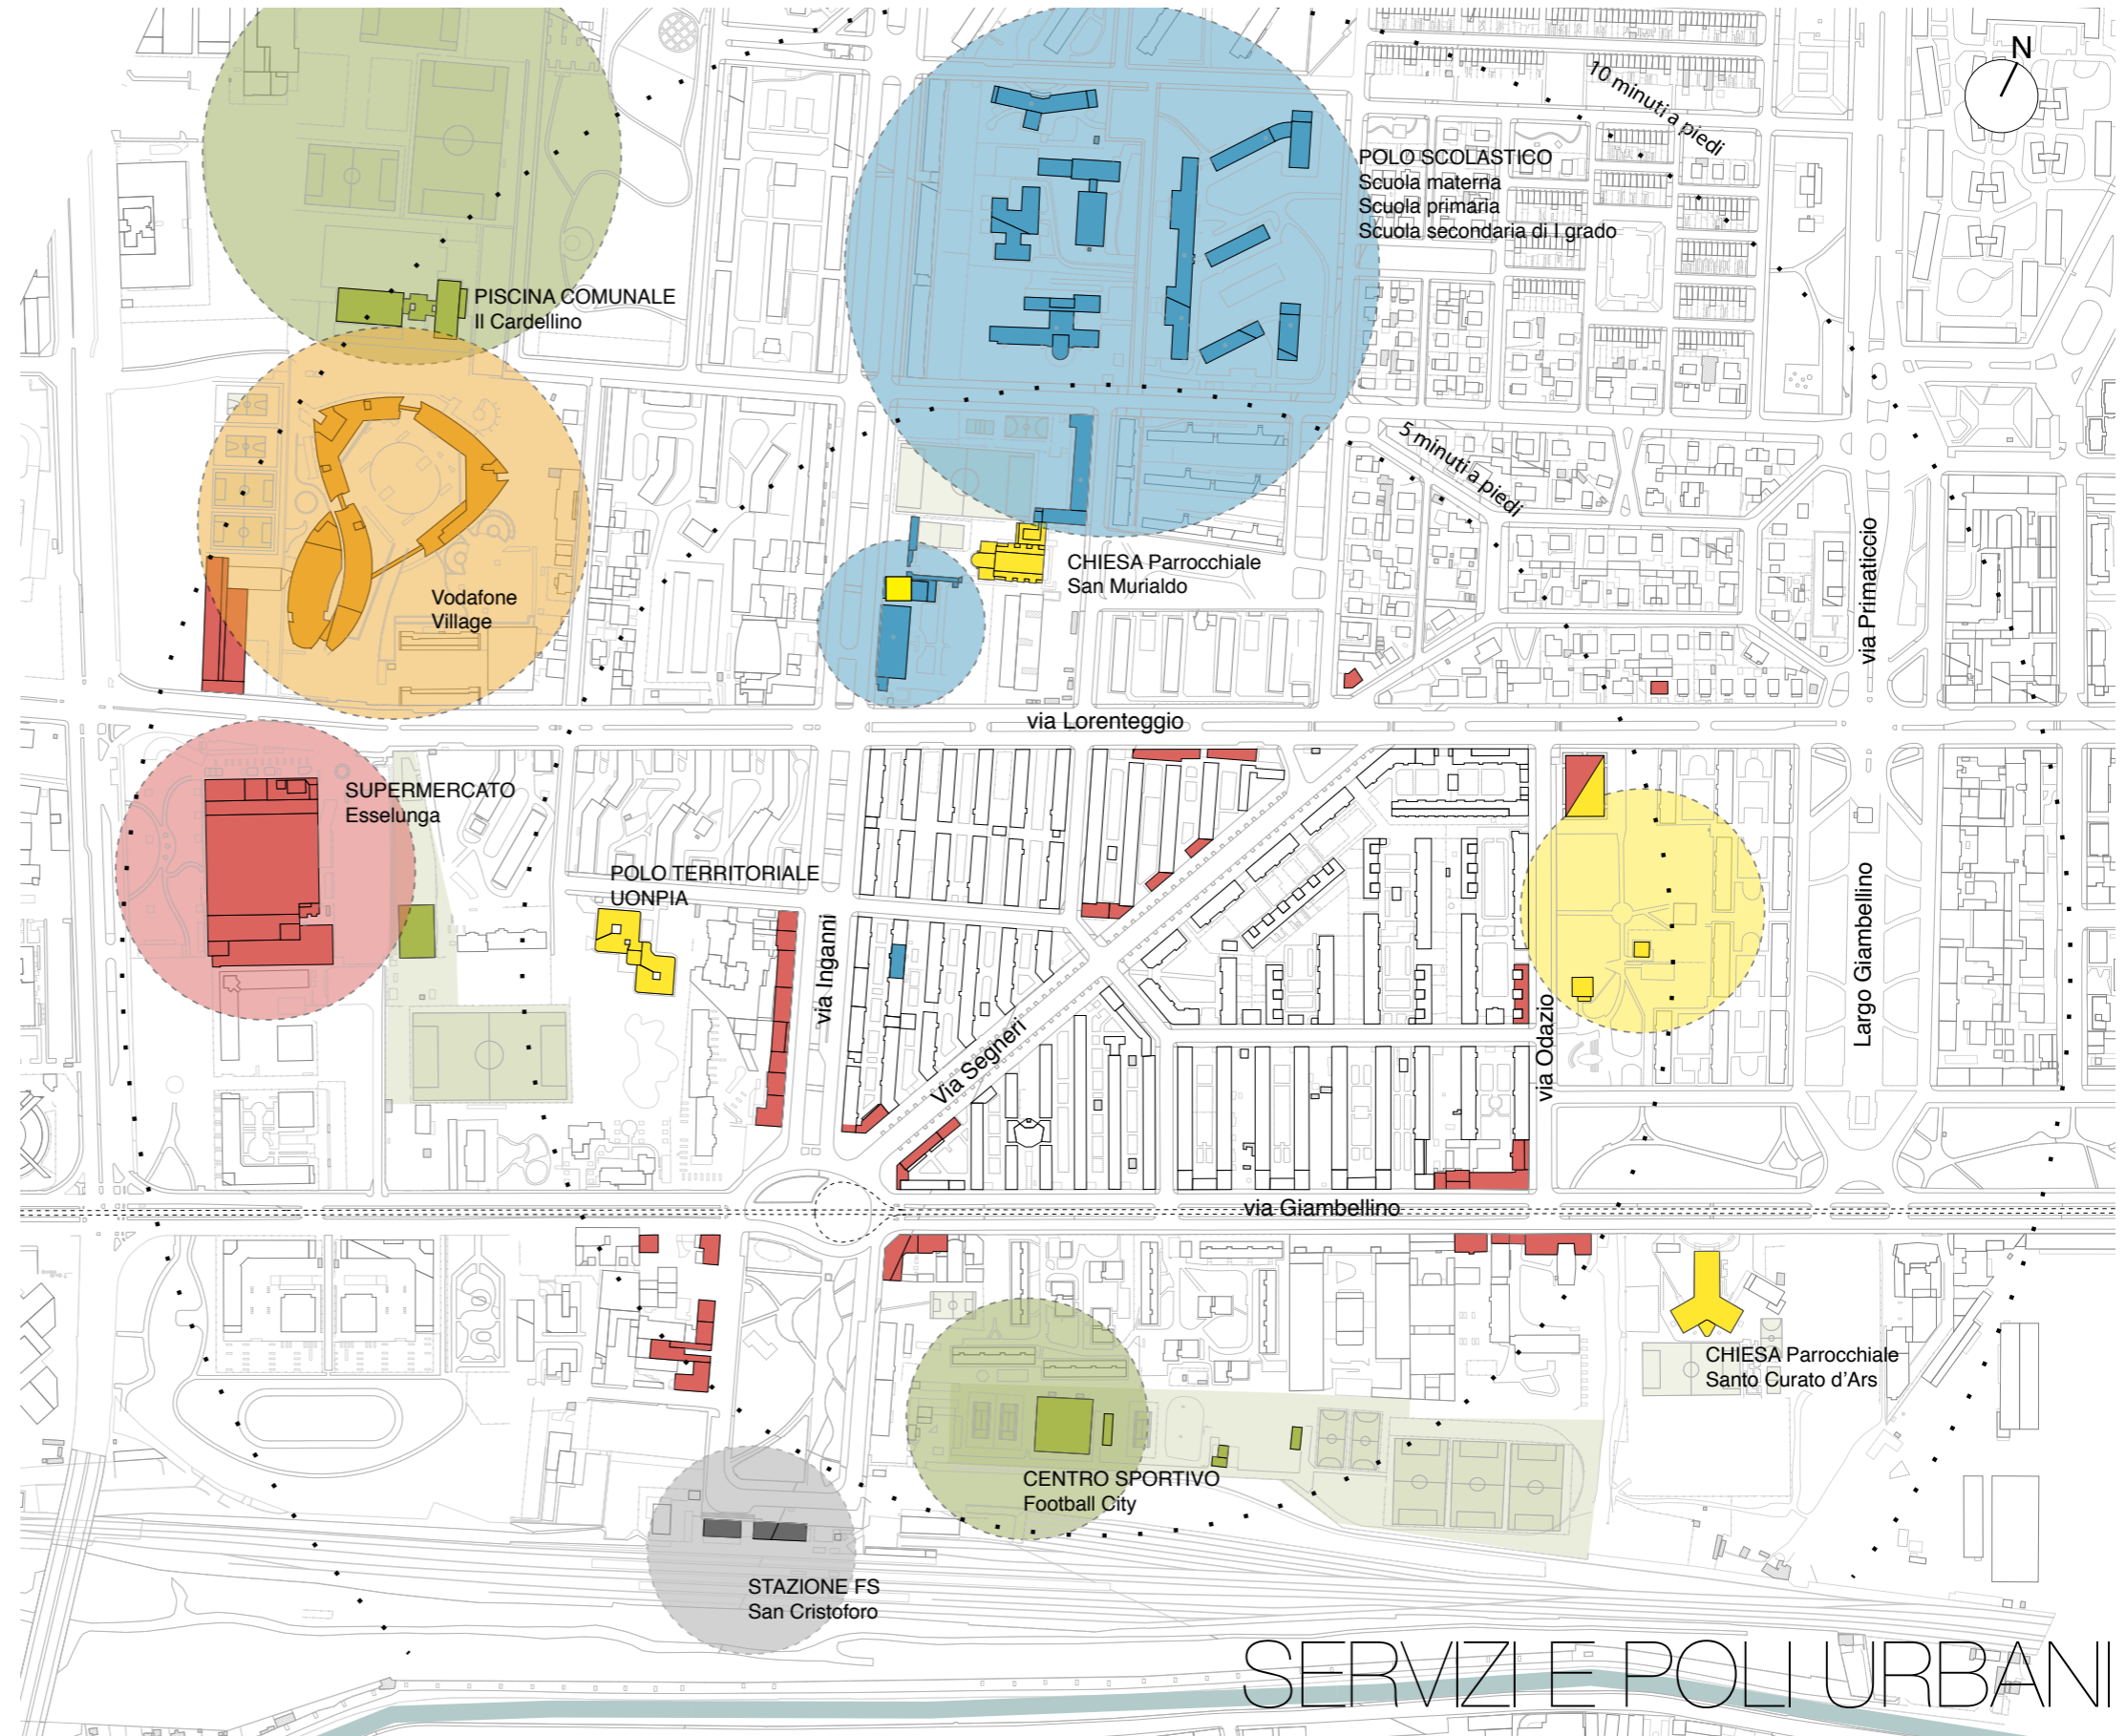 N
10 minuti a piedi
POLO SCOLASTICO
Scuola materna
Scuola primaria
Scuola secondaria di I grado
PISCINA COMUNALE
Il Cardellino
5 minuti a piedi
CHIESA Parrocchiale
San Murialdo
Vodafone
Village
via Primaticcio
via Lorenteggio
SUPERMERCATO
Esselunga
POLO TERRITORIALE
UONPIA
via Inganni
Via Segneri
via Odazio
Largo Giambellino
via Giambellino
CHIESA Parrocchiale
Santo Curato d'Ars
CENTRO SPORTIVO
Football City
STAZIONE FS
San Cristoforo
SERVIZI E POLI URBANI